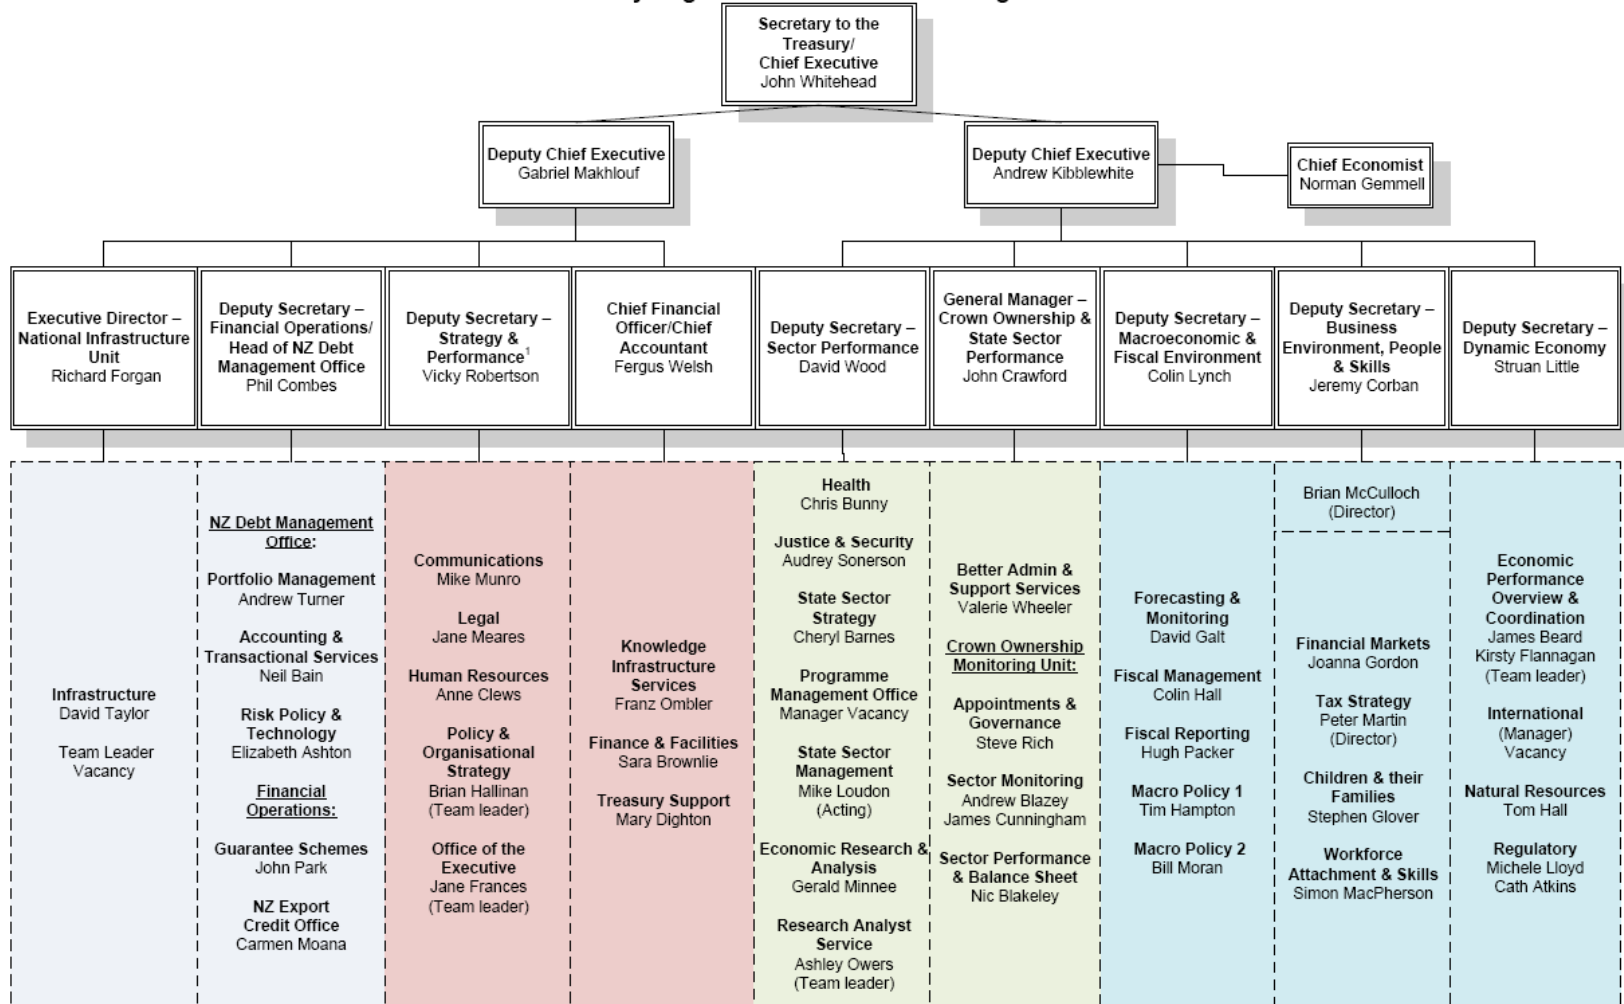 Secretary to the
Treasury/
Chief Executive
John Whitehead
Deputy Chief Executive
Gabriel Makhlouf
Deputy Chief Executive
Andrew Kibblewhite
Chief Economist
Norman Gemmell
Executive Director –
National Infrastructure
Unit
Richard Forgan
Deputy Secretary –
Financial Operations/
Head of NZ Debt
Management Office
Phil Combes
Deputy Secretary –
Strategy &
Performance1
Vicky Robertson
Chief Financial
Officer/Chief
Accountant
Fergus Welsh
Deputy Secretary –
Sector Performance
David Wood
General Manager –
Crown Ownership &
State Sector
Performance
John Crawford
Deputy Secretary –
Macroeconomic &
Fiscal Environment
Colin Lynch
Deputy Secretary –
Business
Environment, People
& Skills
Jeremy Corban
Deputy Secretary –
Dynamic Economy
Struan Little
Infrastructure
David Taylor
Team Leader
Vacancy
NZ Debt Management
Office:
Portfolio Management
Andrew Turner
Accounting &
Transactional Services
Neil Bain
Risk Policy &
Technology
Elizabeth Ashton
Financial
Operations:
Guarantee Schemes
John Park
NZ Export
Credit Office
Carmen Moana
Communications
Mike Munro
Legal
Jane Meares
Human Resources
Anne Clews
Policy &
Organisational
Strategy
Brian Hallinan
(Team leader)
Office of the
Executive
Jane Frances
(Team leader)
Knowledge
Infrastructure
Services
Franz Ombler
Finance & Facilities
Sara Brownlie
Treasury Support
Mary Dighton
Health
Chris Bunny
Justice & Security
Audrey Sonerson
State Sector
Strategy
Cheryl Barnes
Programme
Management Office
Manager Vacancy
State Sector
Management
Mike Loudon
(Acting)
Economic Research &
Analysis
Gerald Minnee
Research Analyst
Service
Ashley Owers
(Team leader)
Better Admin &
Support Services
Valerie Wheeler
Crown Ownership
Monitoring Unit:
Appointments &
Governance
Steve Rich
Sector Monitoring
Andrew Blazey
James Cunningham
Sector Performance
& Balance Sheet
Nic Blakeley
Forecasting &
Monitoring
David Galt
Fiscal Management
Colin Hall
Fiscal Reporting
Hugh Packer
Macro Policy 1
Tim Hampton
Macro Policy 2
Bill Moran
Brian McCulloch
(Director)
Financial Markets
Joanna Gordon
Tax Strategy
Peter Martin
(Director)
Children & their
Families
Stephen Glover
Workforce
Attachment & Skills
Simon MacPherson
Economic
Performance
Overview &
Coordination
James Beard
Kirsty Flannagan
(Team leader)
International
(Manager)
Vacancy
Natural Resources
Tom Hall
Regulatory
Michele Lloyd
Cath Atkins